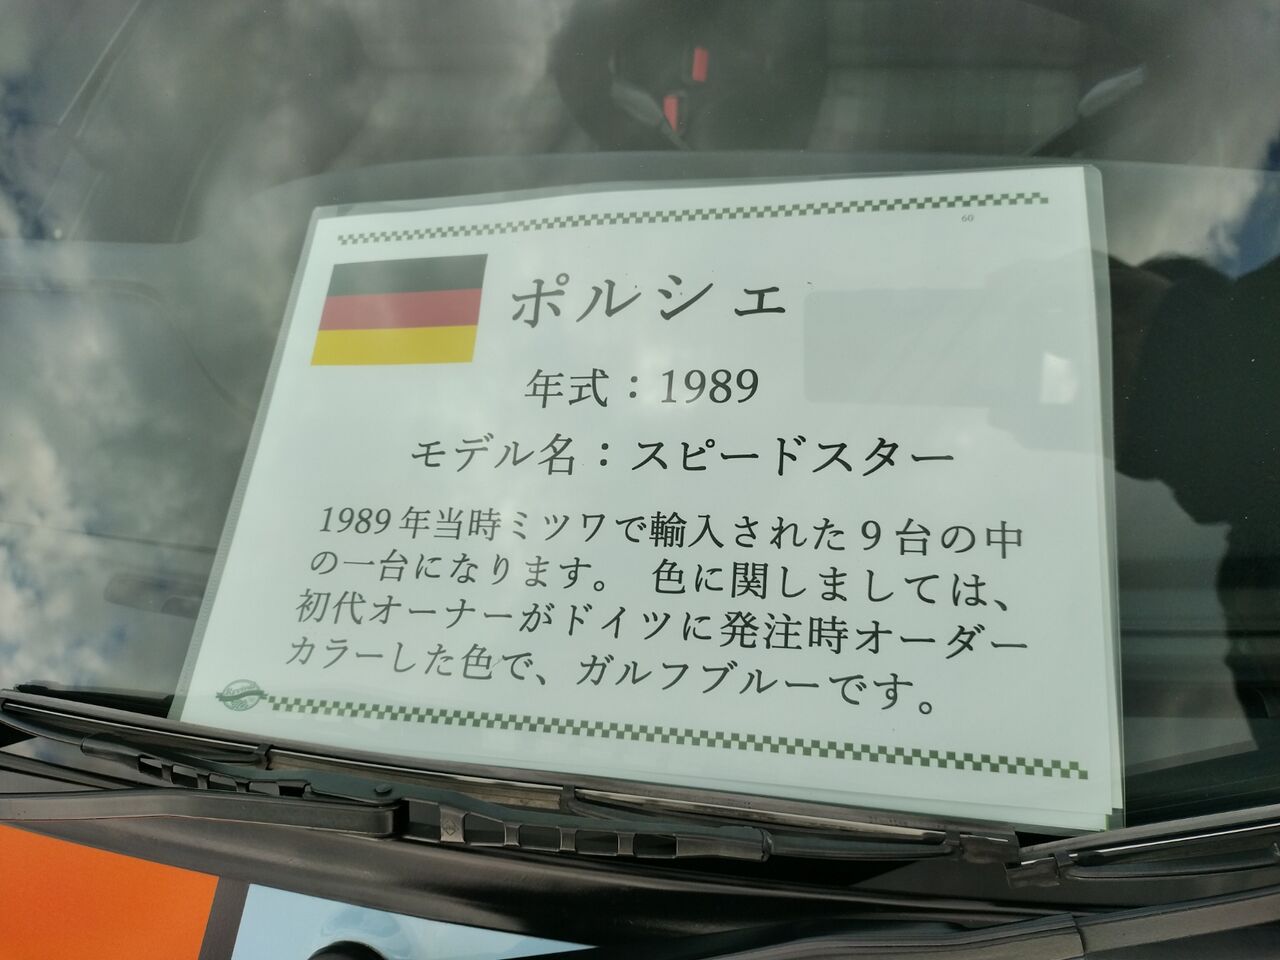 60
ポルシェ
年式：1989
モデル名：スピードスター
1989年当時ミツワで輸入された9台の中
の一台になります。 色に関しましては、
初代オーナーがドイツに発注時オーダー
カラーした色で、ガルフブルーです。